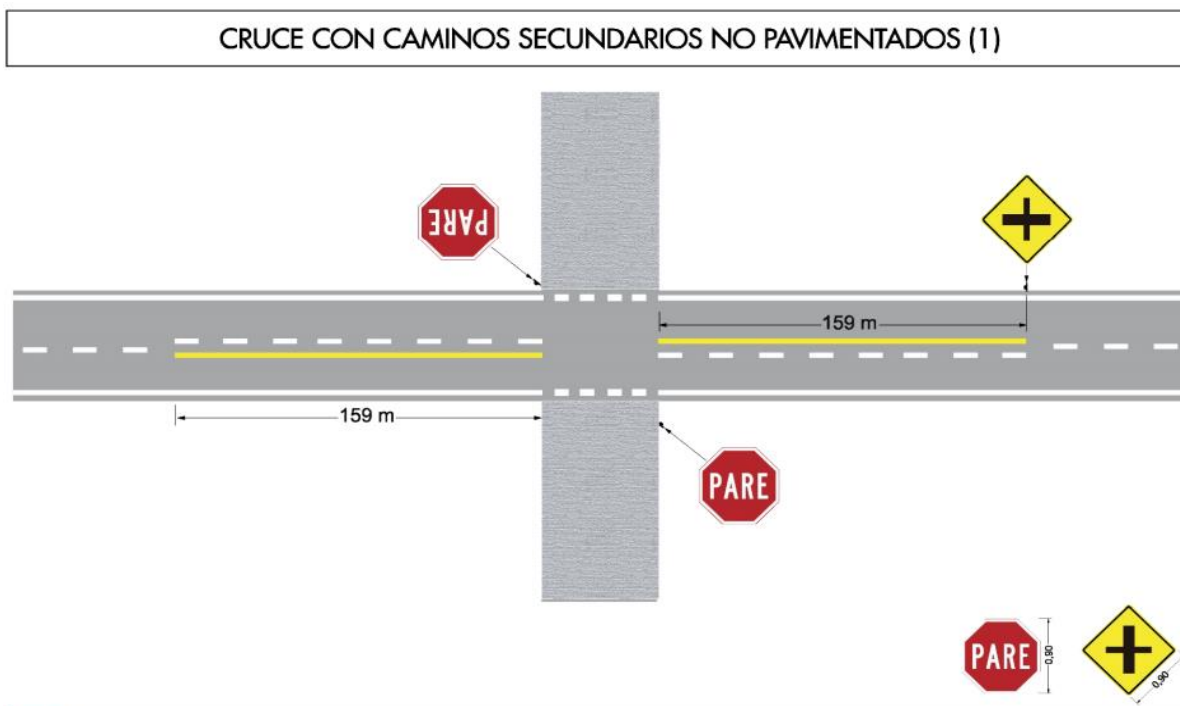 CRUCE CON CAMINOS SECUNDARIOS NO PAVIMENTADOS (1)
PARE
159 m
159 m
PARE
PARE
0,90
0,90